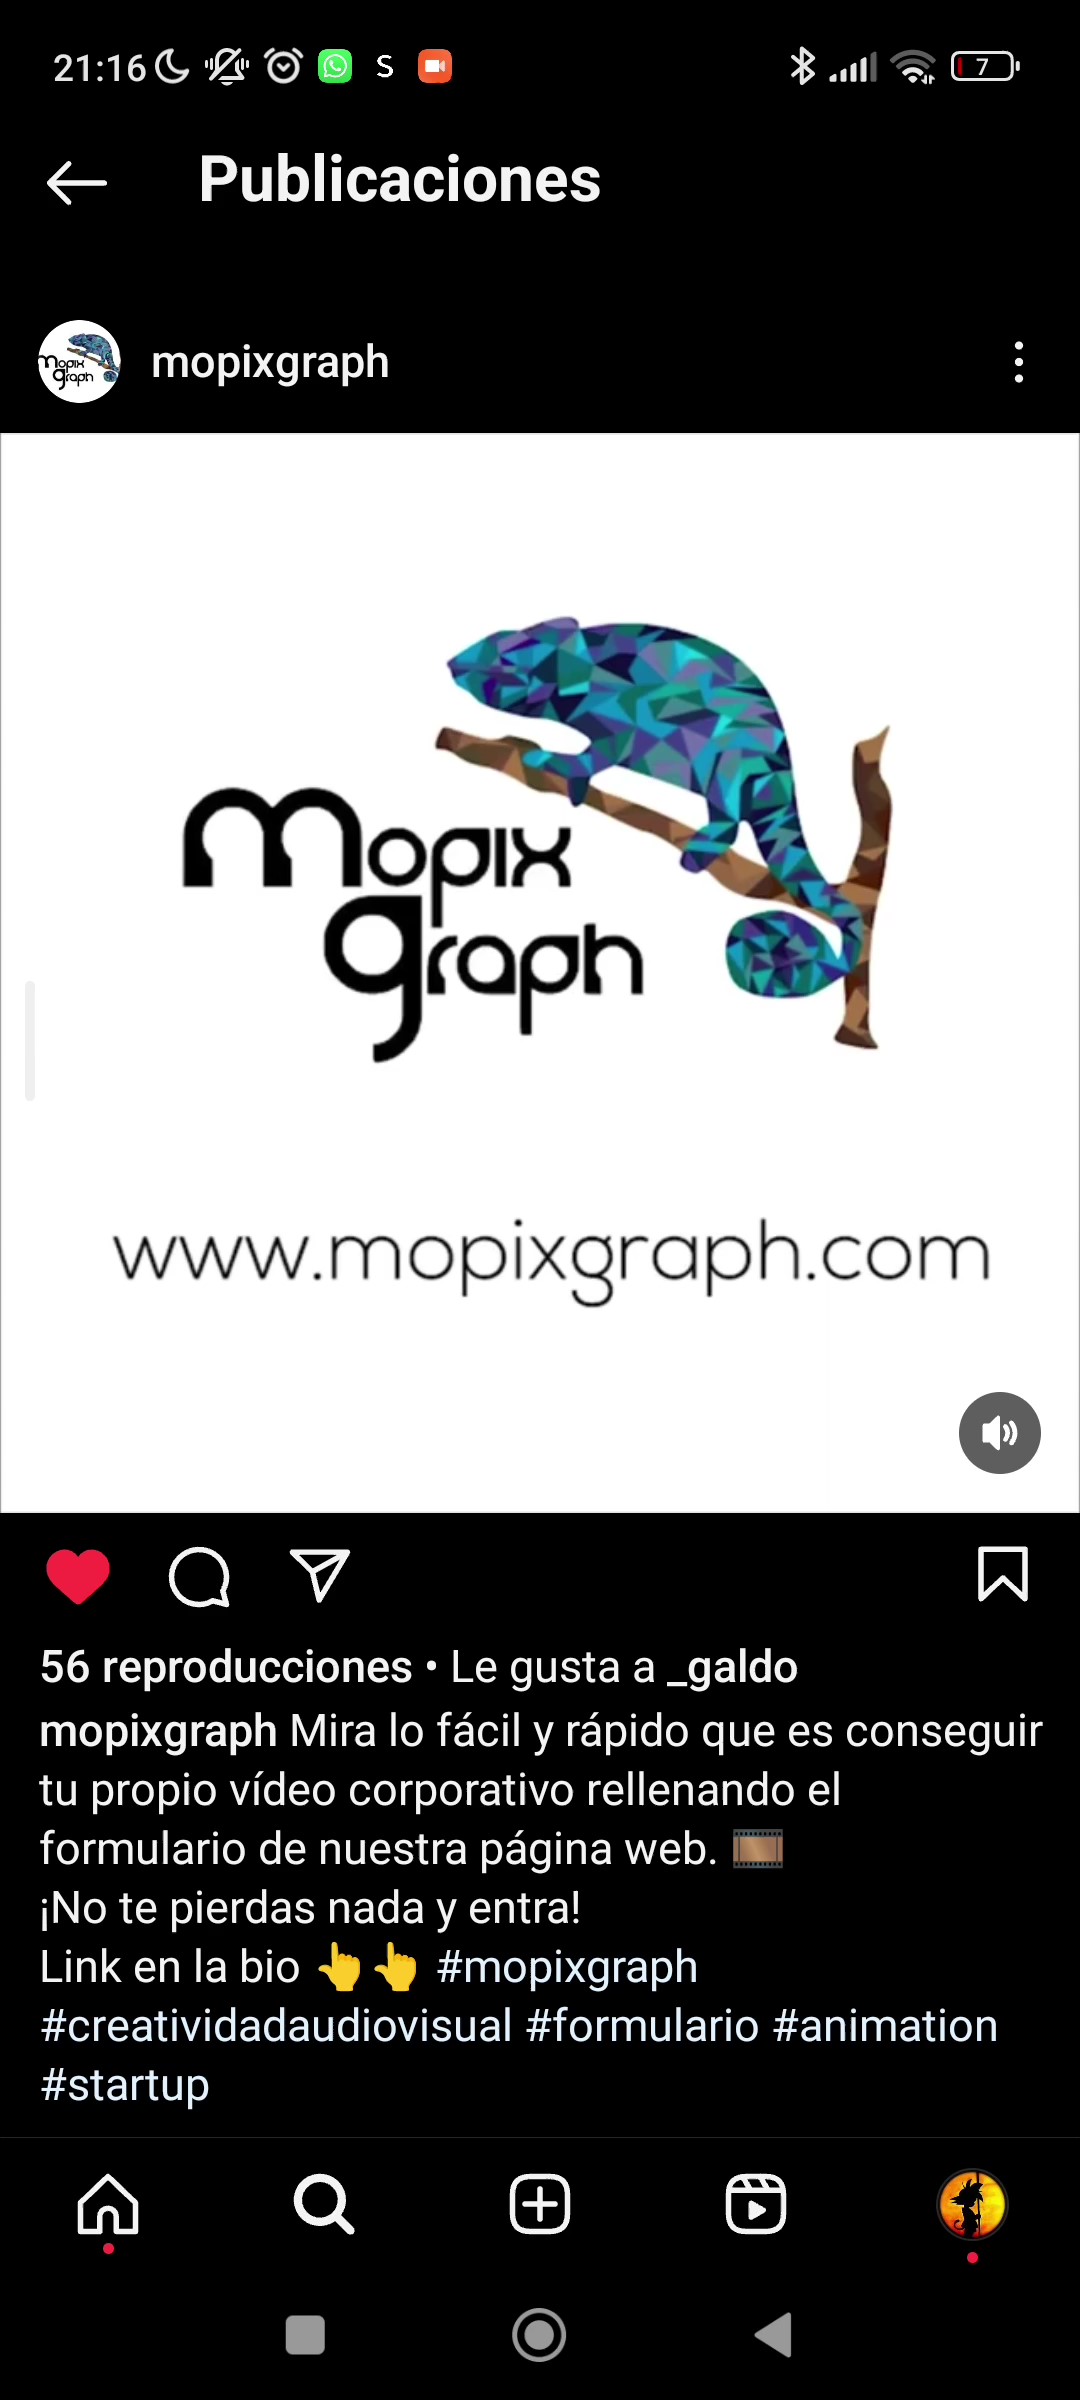 21:16 S 7
Publicaciones
mopix graph mopixgraph
mopix
graph
www.mopixgraph.com
56 reproducciones • Le gusta a _galdo
mopixgraph Mira lo fácil y rápido que es conseguir
tu propio vídeo corporativo rellenando el
formulario de nuestra página web. 🎞️
¡No te pierdas nada y entra!
Link en la bio 👆👆 #mopixgraph
#creatividadaudiovisual #formulario #animation
#startup